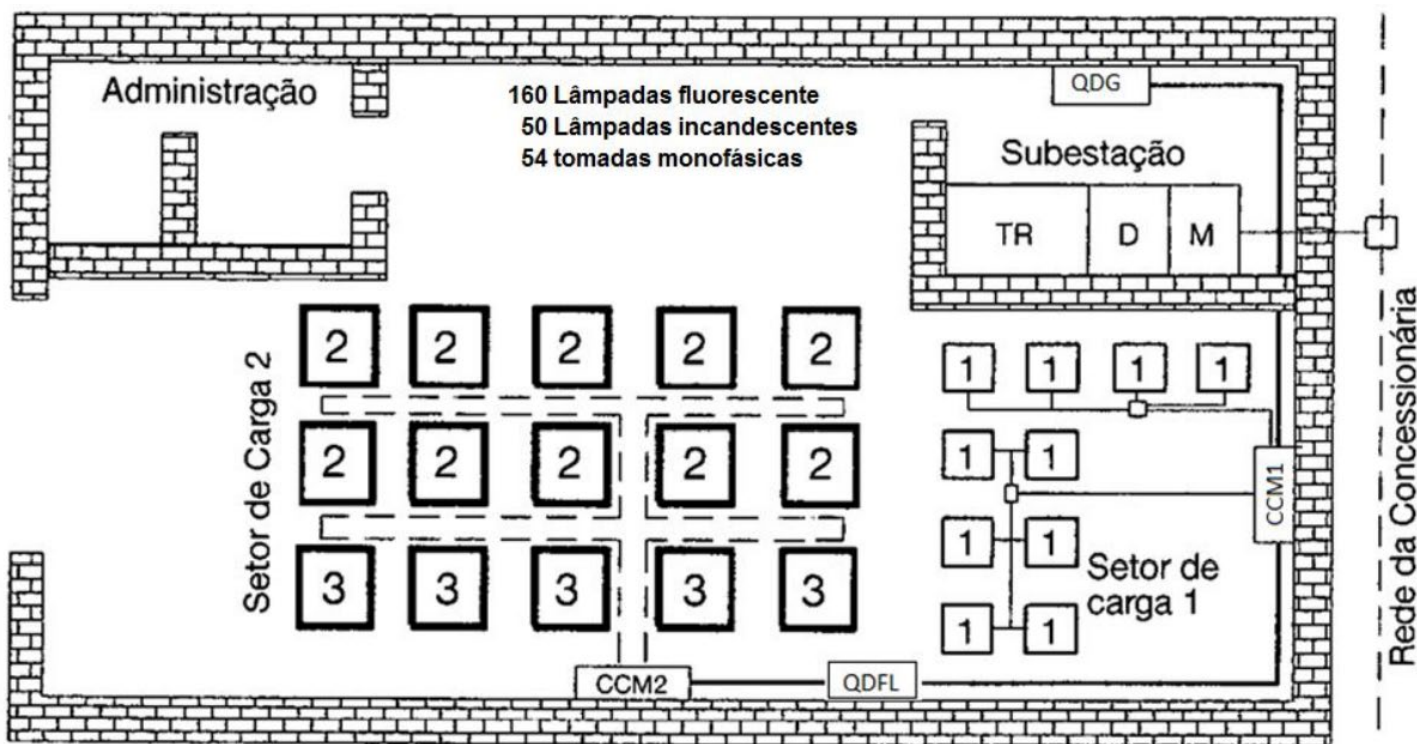 Administração
160 Lâmpadas fluorescente
50 Lâmpadas incandescentes
54 tomadas monofásicas
QDG
Subestação
TR D M
Rede da Concessionária
Setor de Carga 2
2 2 2 2 2
2 2 2 2 2
3 3 3 3 3
1 1 1 1
1 1
1 1
1 1
CCM1
Setor de
carga 1
CCM2
QDFL